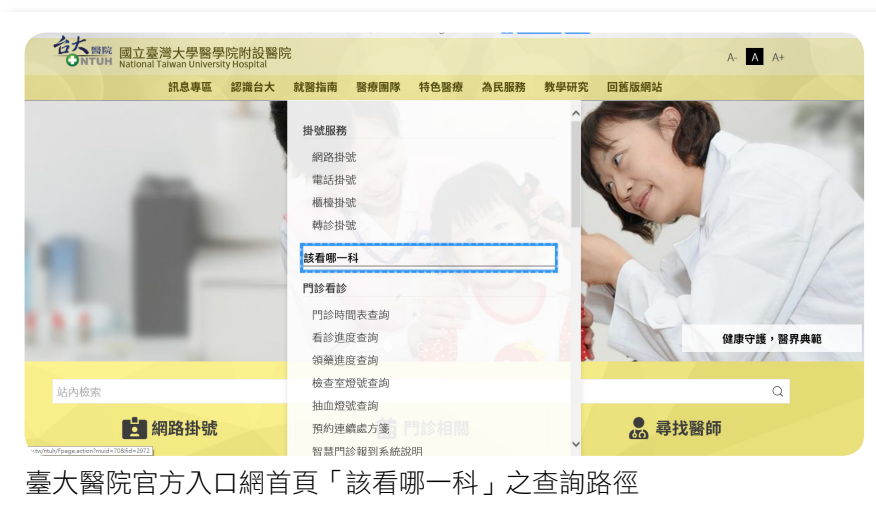 台大醫院
NTUH
國立臺灣大學醫學院附設醫院
National Taiwan University Hospital
A- A A+
訊息專區 認識台大 就醫指南 醫療團隊 特色醫療 為民服務 教學研究 回舊版網站
掛號服務
網路掛號
電話掛號
櫃檯掛號
轉診掛號
該看哪一科
門診看診
門診時間表查詢
看診進度查詢
領藥進度查詢
檢查室燈號查詢
抽血燈號查詢
預約連續處方箋
智慧門診報到系統說明
健康守護，醫界典範
站內檢索
網路掛號
門診相關
尋找醫師
臺大醫院官方入口網首頁「該看哪一科」之查詢路徑